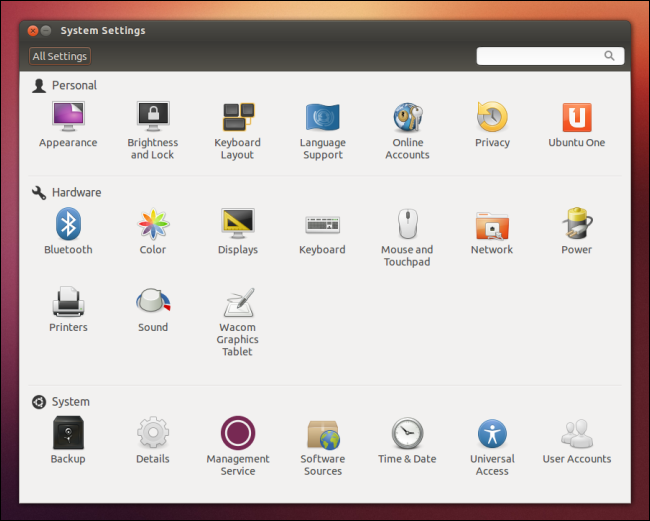 System Settings
All Settings
Personal
Appearance
Brightness
and Lock
Keyboard
Layout
Language
Support
Online
Accounts
Privacy
Ubuntu One
Hardware
Bluetooth
Color
Displays
Keyboard
Mouse and
Touchpad
Network
Power
Printers
Sound
Wacom
Graphics
Tablet
System
Backup
Details
Management
Service
Software
Sources
Time & Date
Universal
Access
User Accounts